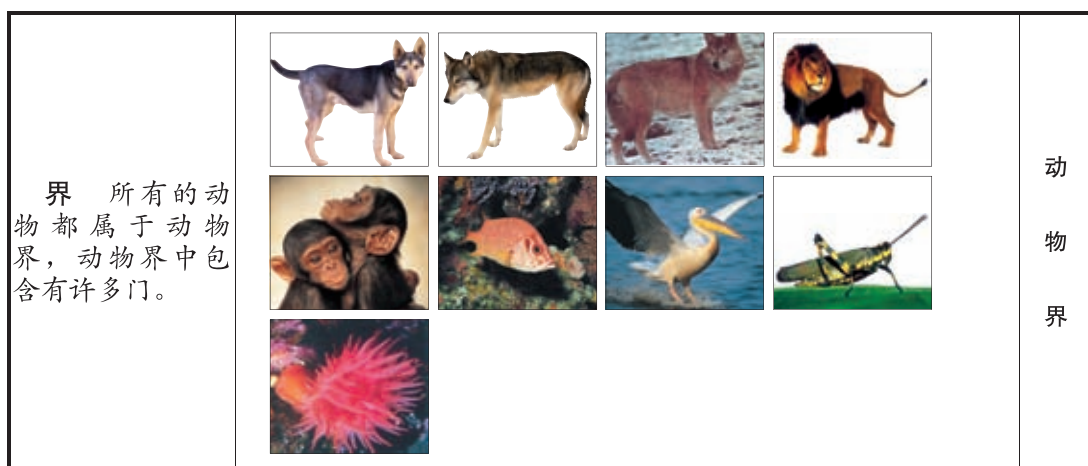 界 所有的动
物都属于动物
界，动物界中包
含有许多门。
动
物
界